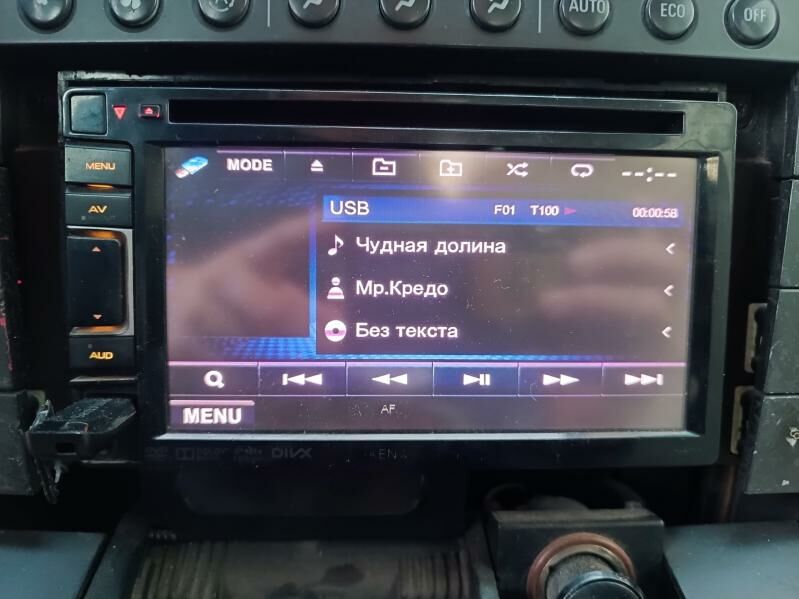 AUTO ECO OFF
MENU
AV
AUD
MODE --:--
USB F01 T100 00:00:58
Чудная долина
Мр.Кредо
Без текста
MENU
AF
DIVX
KEN